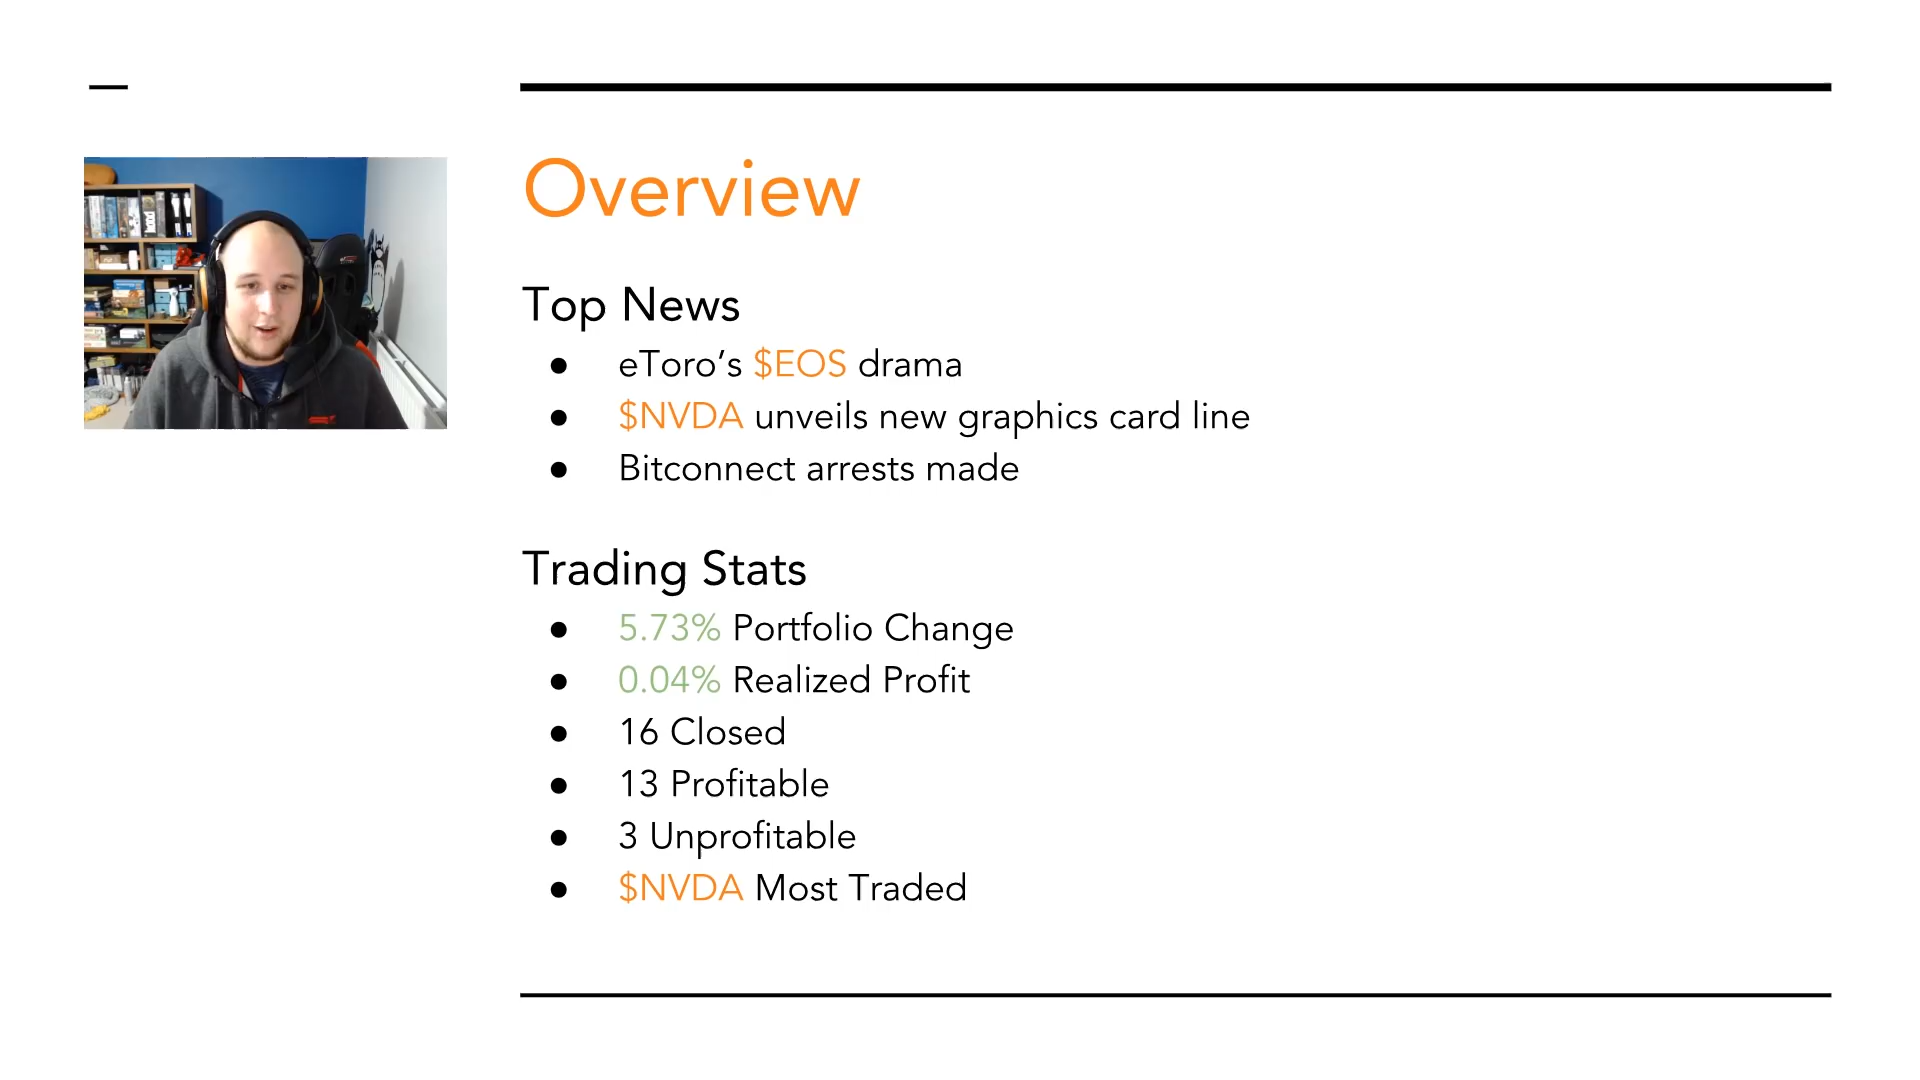 Overview
Top News
● eToro’s $EOS drama
● $NVDA unveils new graphics card line
● Bitconnect arrests made
Trading Stats
● 5.73% Portfolio Change
● 0.04% Realized Profit
● 16 Closed
● 13 Profitable
● 3 Unprofitable
● $NVDA Most Traded